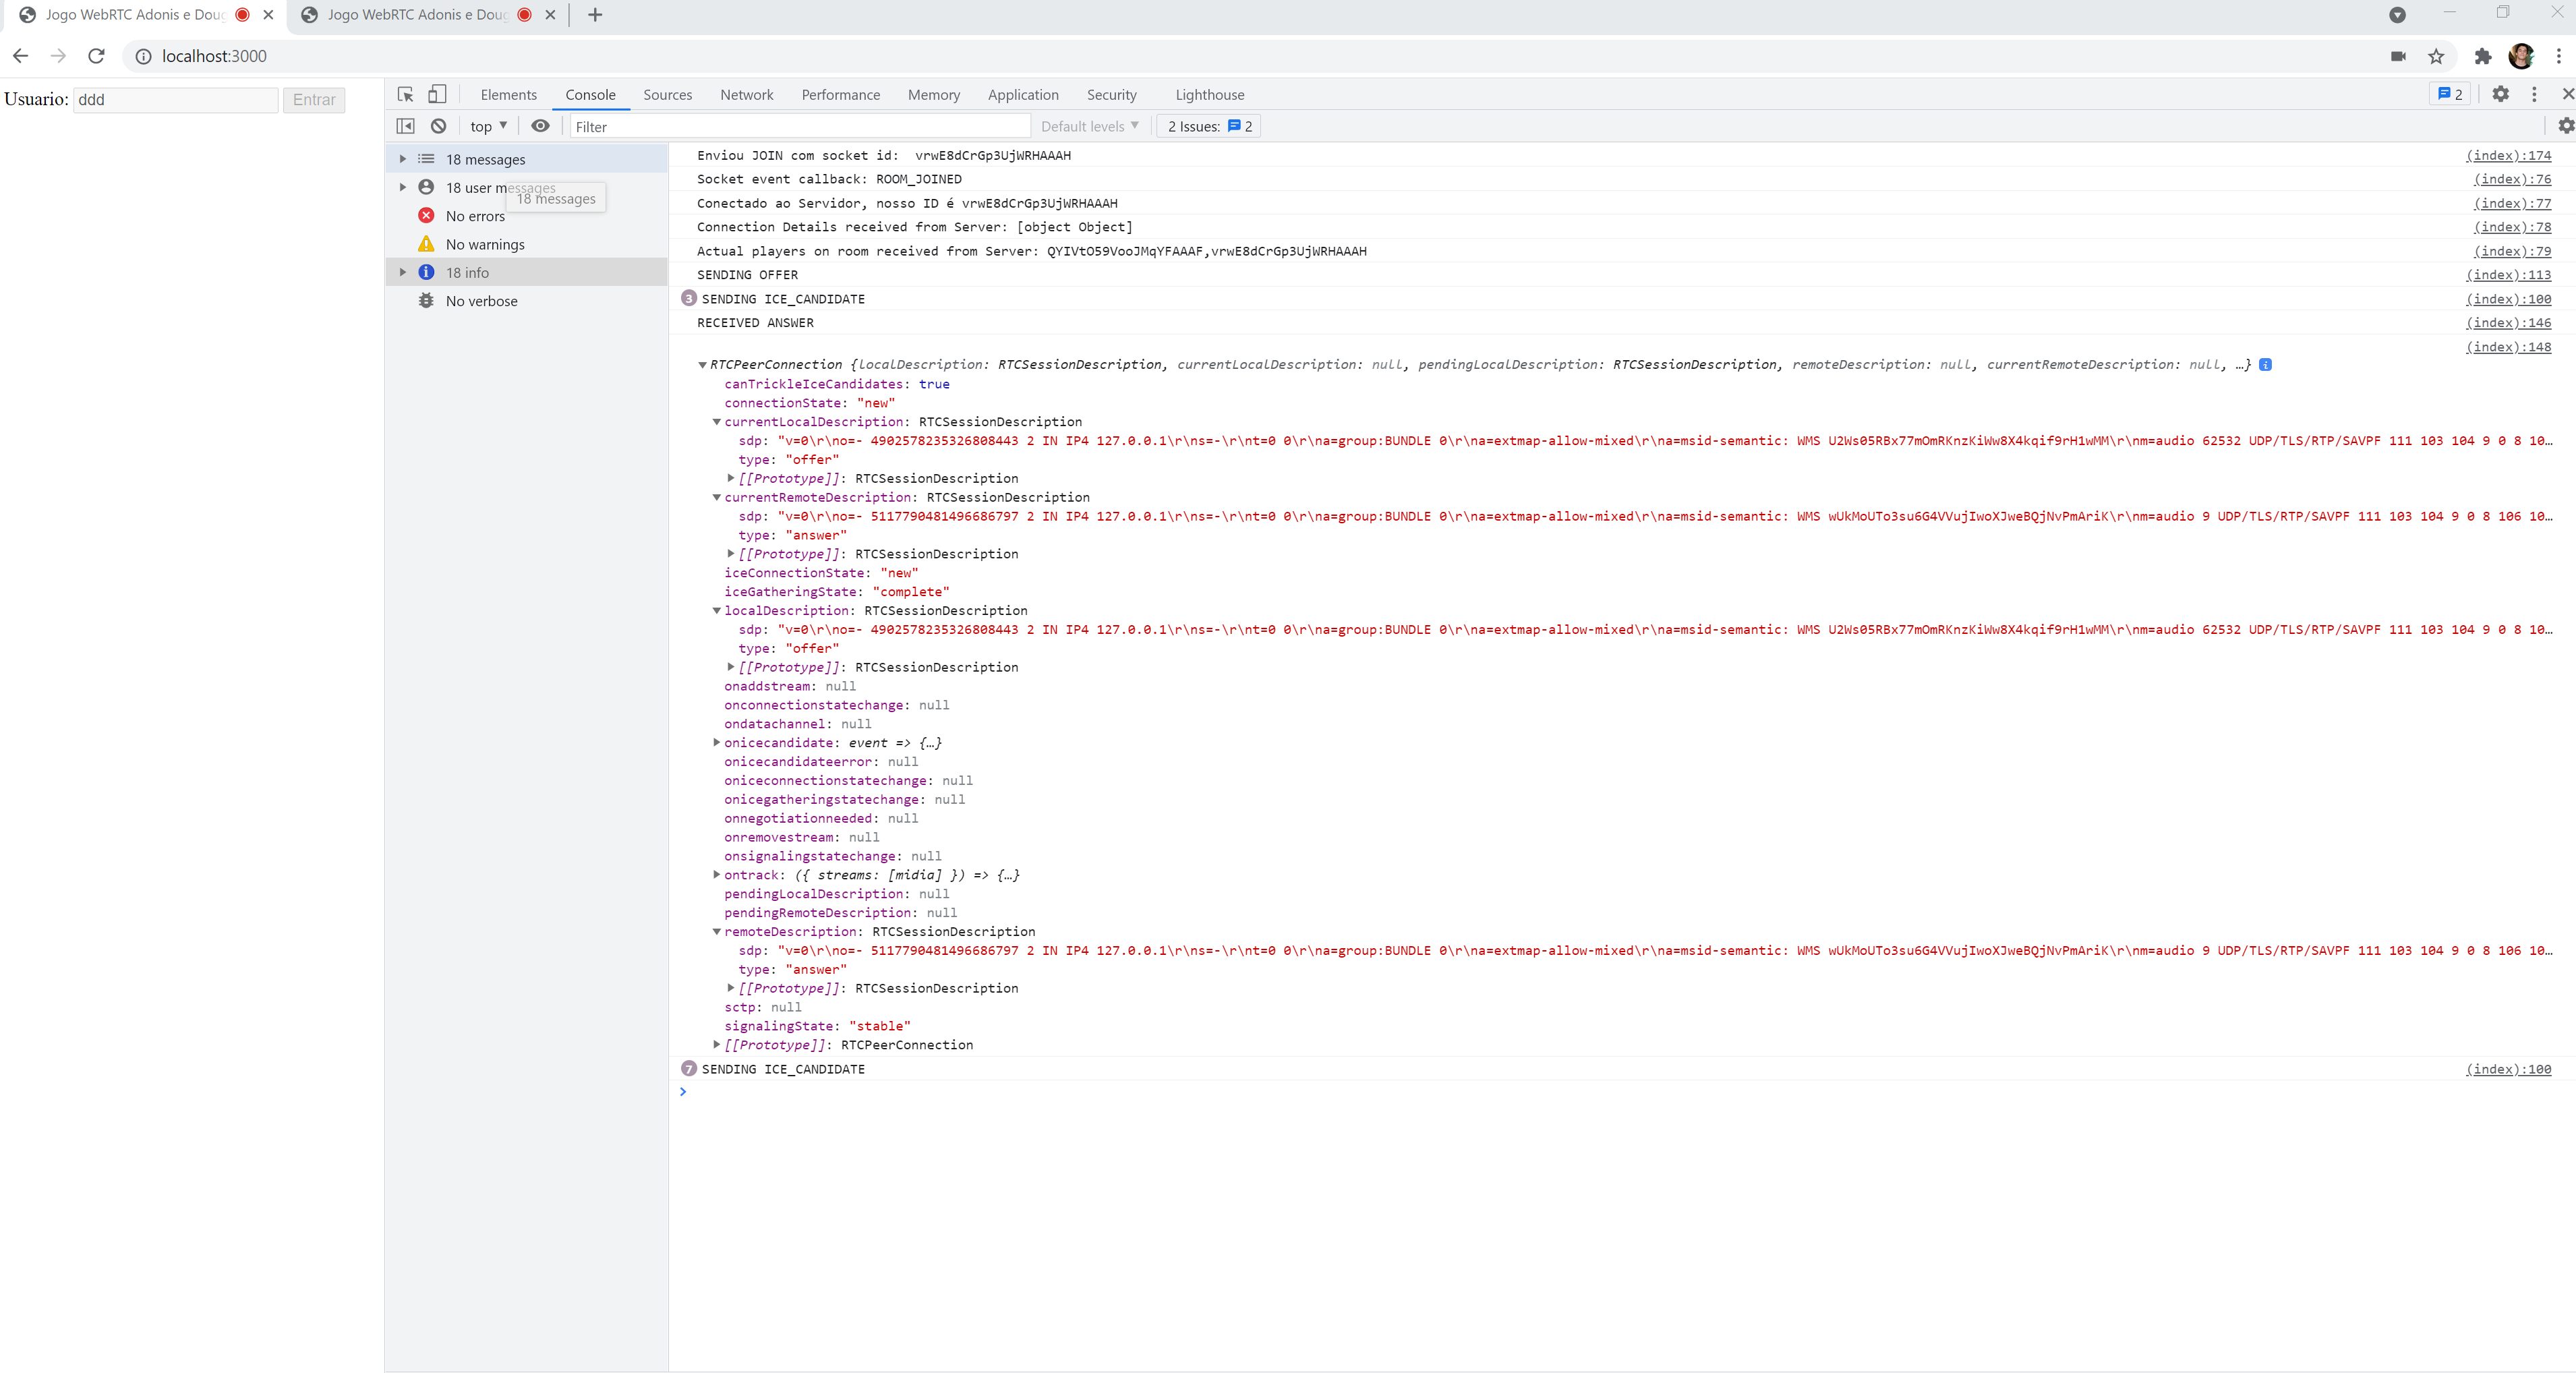 Jogo WebRTC Adonis e Doug
Jogo WebRTC Adonis e Doug
localhost:3000
Usuario: ddd Entrar
Elements Console Sources Network Performance Memory Application Security Lighthouse 2
top Filter Default levels 2 Issues: 2
18 messages
18 user messages
18 messages
No errors
No warnings
18 info
No verbose
Enviou JOIN com socket id:  vrwE8dCrGp3UjWRHAAAH (index):174
Socket event callback: ROOM_JOINED (index):76
Conectado ao Servidor, nosso ID é vrwE8dCrGp3UjWRHAAAH (index):77
Connection Details received from Server: [object Object] (index):78
Actual players on room received from Server: QYIVtO59VooJMqYFAAAF,vrwE8dCrGp3UjWRHAAAH (index):79
SENDING OFFER (index):113
3 SENDING ICE_CANDIDATE (index):100
RECEIVED ANSWER (index):146
(index):148
RTCPeerConnection {localDescription: RTCSessionDescription, currentLocalDescription: null, pendingLocalDescription: RTCSessionDescription, remoteDescription: null, currentRemoteDescription: null, …} i
canTrickleIceCandidates: true
connectionState: "new"
currentLocalDescription: RTCSessionDescription
sdp: "v=0\r\no=- 4902578235326808443 2 IN IP4 127.0.0.1\r\ns=-\r\nt=0 0\r\na=group:BUNDLE 0\r\na=extmap-allow-mixed\r\na=msid-semantic: WMS U2Ws05RBx77mOmRKnzKiWw8X4kqif9rH1wMM\r\nm=audio 62532 UDP/TLS/RTP/SAVPF 111 103 104 9 0 8 10…
type: "offer"
[[Prototype]]: RTCSessionDescription
currentRemoteDescription: RTCSessionDescription
sdp: "v=0\r\no=- 5117790481496686797 2 IN IP4 127.0.0.1\r\ns=-\r\nt=0 0\r\na=group:BUNDLE 0\r\na=extmap-allow-mixed\r\na=msid-semantic: WMS wUkMoUTo3su6G4VVujIwoXJweBQjNvPmAriK\r\nm=audio 9 UDP/TLS/RTP/SAVPF 111 103 104 9 0 8 106 10…
type: "answer"
[[Prototype]]: RTCSessionDescription
iceConnectionState: "new"
iceGatheringState: "complete"
localDescription: RTCSessionDescription
sdp: "v=0\r\no=- 4902578235326808443 2 IN IP4 127.0.0.1\r\ns=-\r\nt=0 0\r\na=group:BUNDLE 0\r\na=extmap-allow-mixed\r\na=msid-semantic: WMS U2Ws05RBx77mOmRKnzKiWw8X4kqif9rH1wMM\r\nm=audio 62532 UDP/TLS/RTP/SAVPF 111 103 104 9 0 8 10…
type: "offer"
[[Prototype]]: RTCSessionDescription
onaddstream: null
onconnectionstatechange: null
ondatachannel: null
onicecandidate: event => {…}
onicecandidateerror: null
oniceconnectionstatechange: null
onicegatheringstatechange: null
onnegotiationneeded: null
onremovestream: null
onsignalingstatechange: null
ontrack: ({ streams: [midia] }) => {…}
pendingLocalDescription: null
pendingRemoteDescription: null
remoteDescription: RTCSessionDescription
sdp: "v=0\r\no=- 5117790481496686797 2 IN IP4 127.0.0.1\r\ns=-\r\nt=0 0\r\na=group:BUNDLE 0\r\na=extmap-allow-mixed\r\na=msid-semantic: WMS wUkMoUTo3su6G4VVujIwoXJweBQjNvPmAriK\r\nm=audio 9 UDP/TLS/RTP/SAVPF 111 103 104 9 0 8 106 10…
type: "answer"
[[Prototype]]: RTCSessionDescription
sctp: null
signalingState: "stable"
[[Prototype]]: RTCPeerConnection
7 SENDING ICE_CANDIDATE (index):100